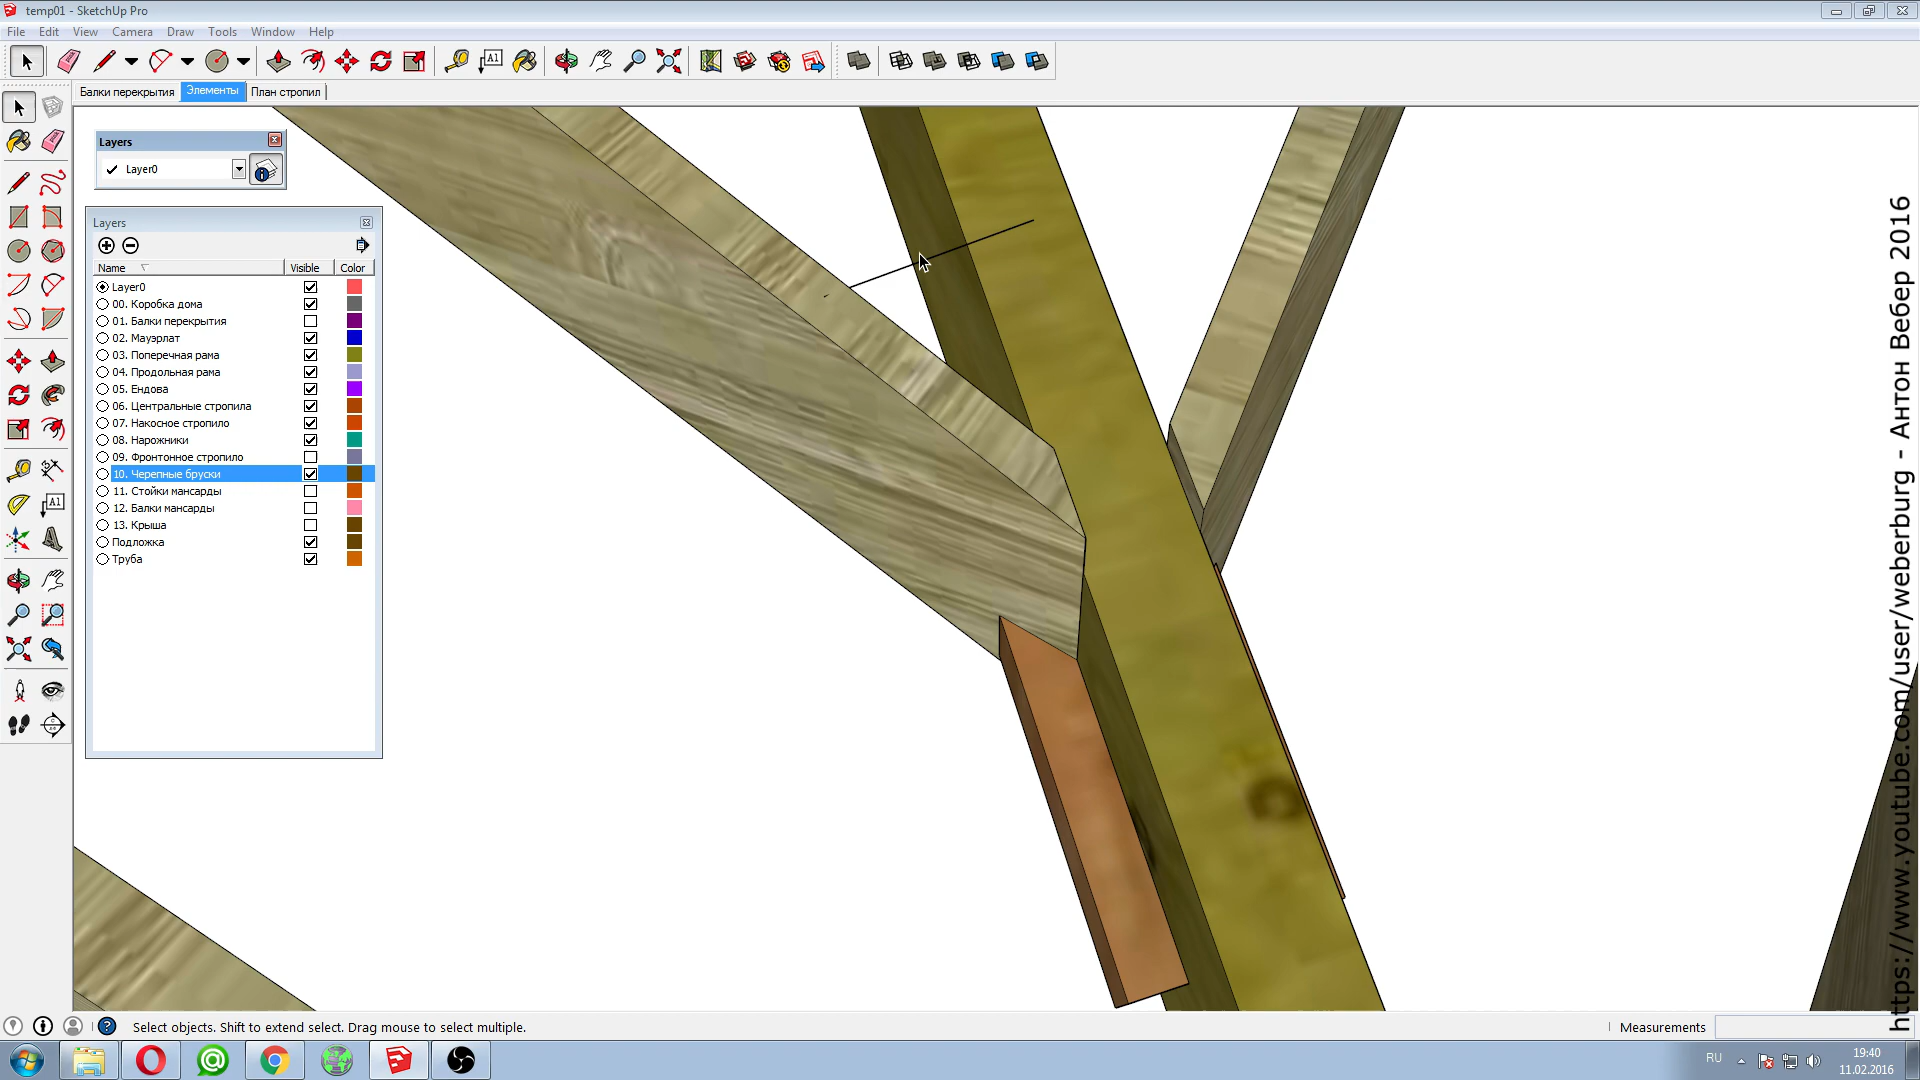 temp01 - SketchUp Pro
File Edit View Camera Draw Tools Window Help
A1
Балки перекрытия Элементы План стропил
Layers
Layer0
Layers
Name Visible Color
Layer0
00. Коробка дома
01. Балки перекрытия
02. Мауэрлат
03. Поперечная рама
04. Продольная рама
05. Ендова
06. Центральные стропила
07. Накосное стропило
08. Нарожники
09. Фронтонное стропило
10. Черепные бруски
11. Стойки мансарды
12. Балки мансарды
13. Крыша
Подложка
Труба
A1
https://www.youtube.com/user/weberburg - Антон Вебер 2016
Select objects. Shift to extend select. Drag mouse to select multiple.
Measurements
RU
19:40
11.02.2016